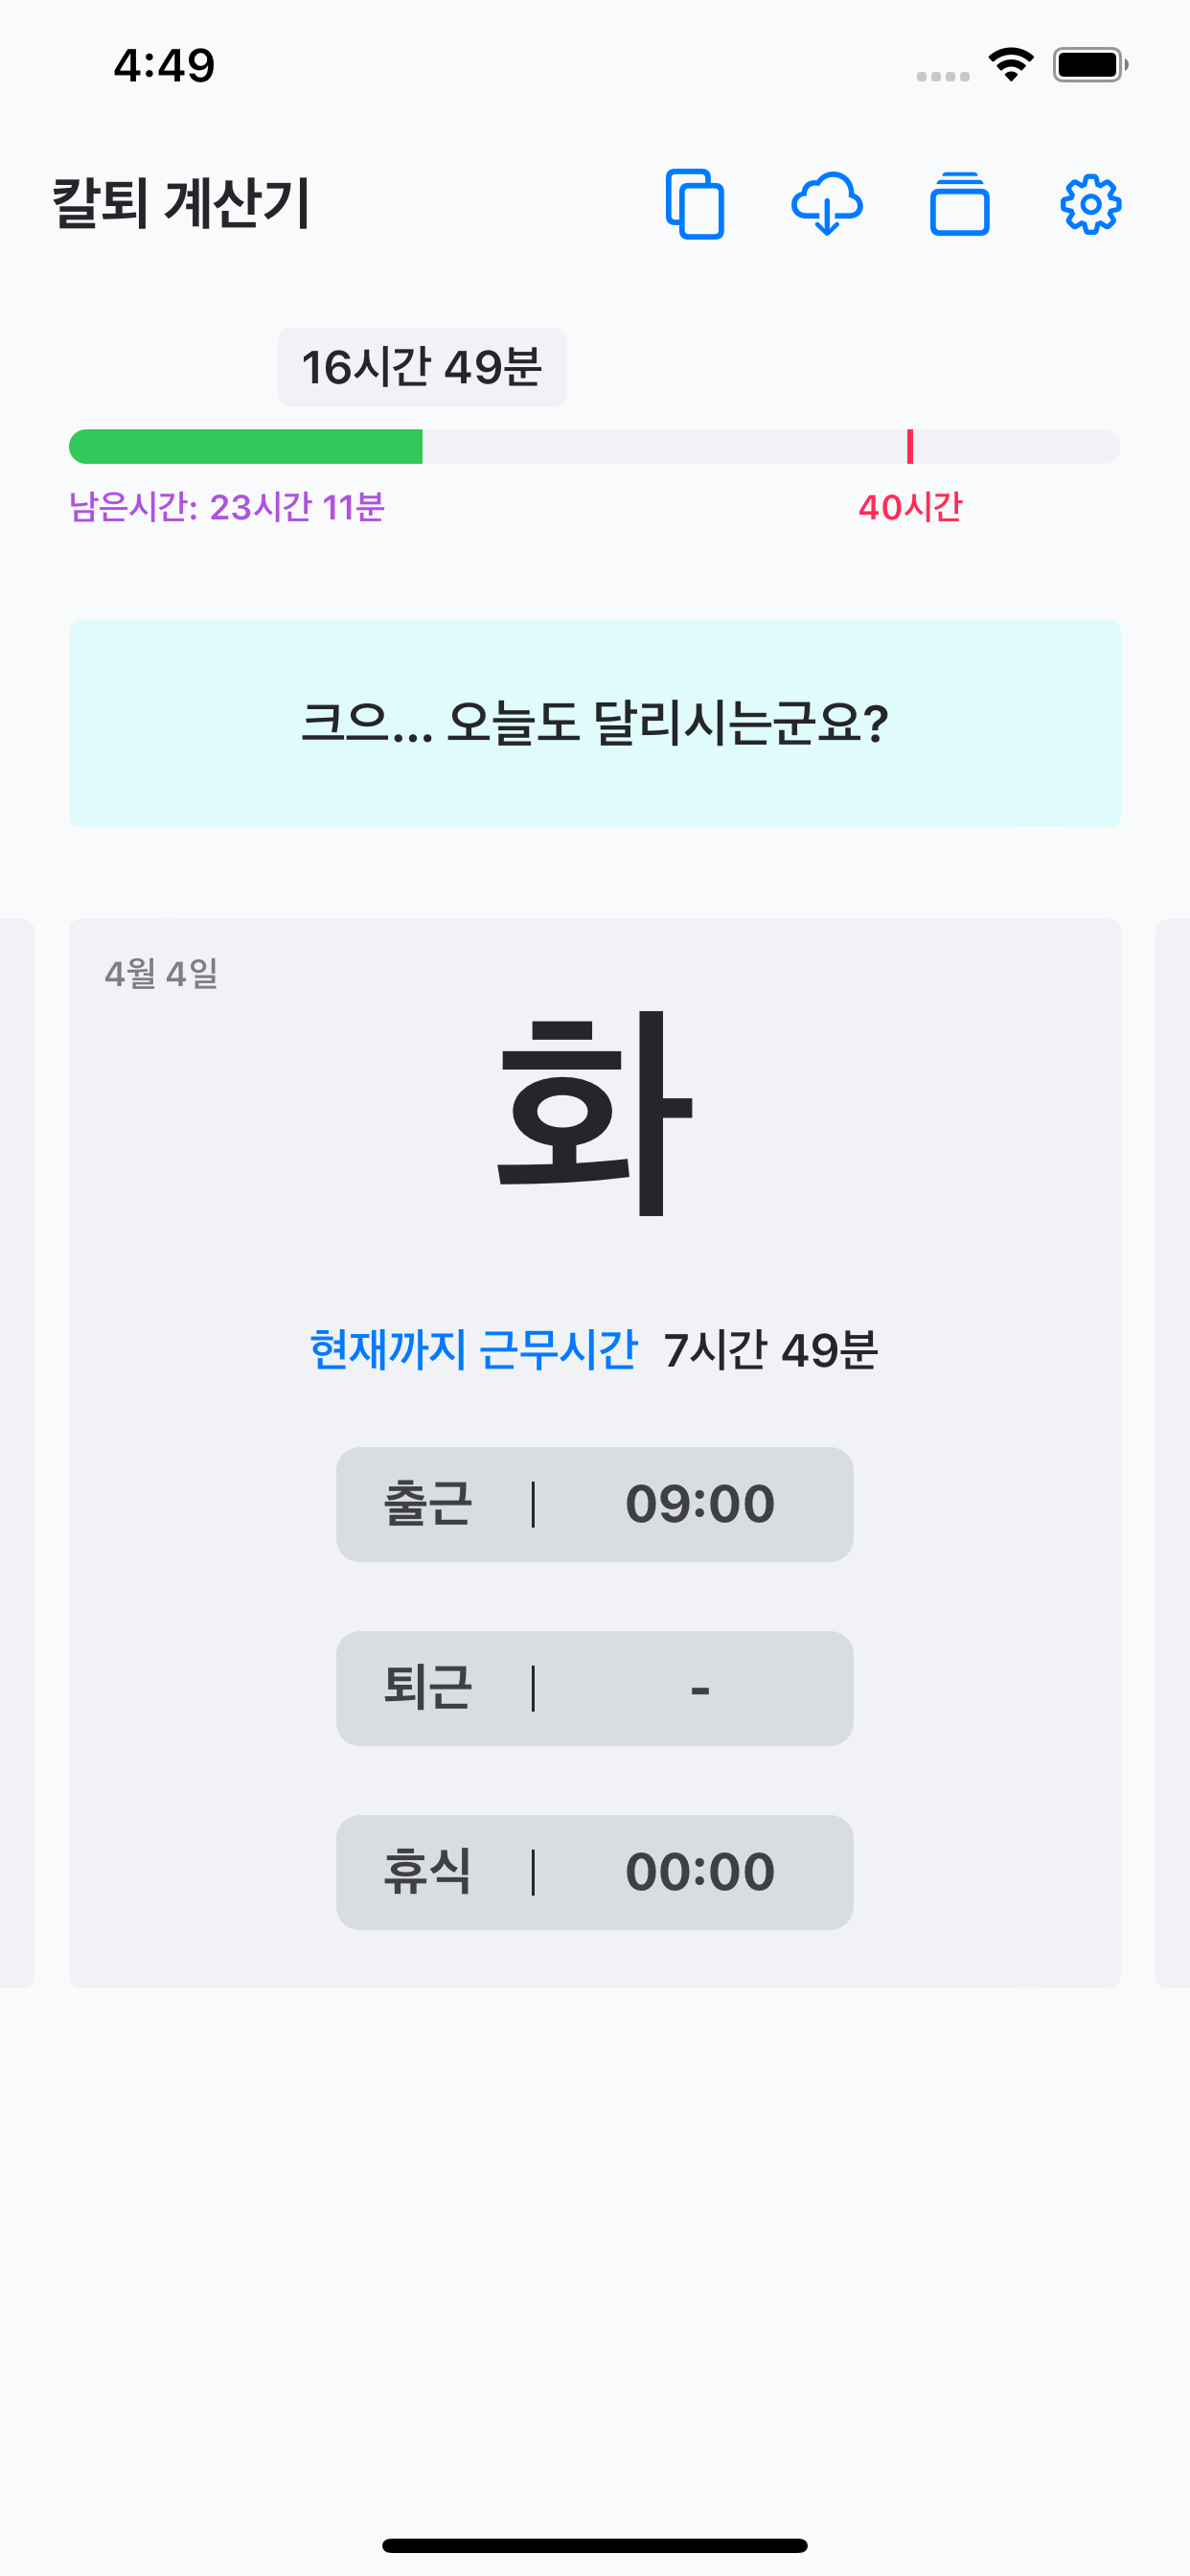 4:49
칼퇴 계산기
16시간 49분
남은시간: 23시간 11분
40시간
크으... 오늘도 달리시는군요?
4월 4일
화
현재까지 근무시간 7시간 49분
출근 | 09:00
퇴근 | -
휴식 | 00:00